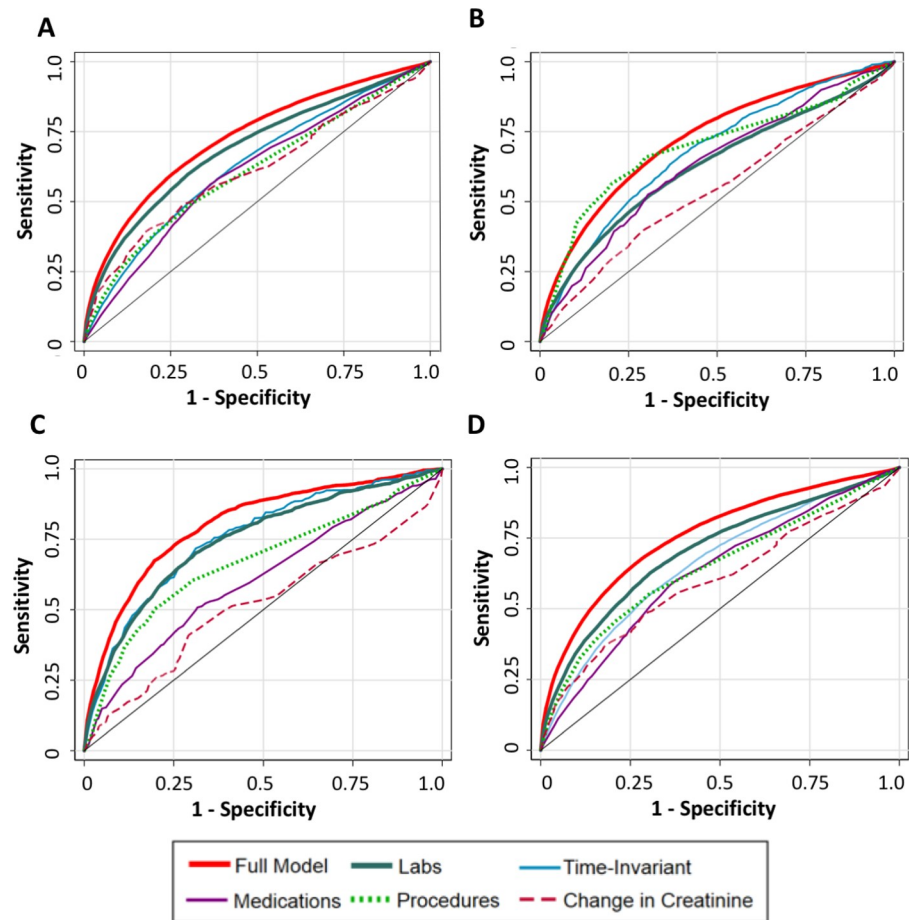 A
B
1.0
0.75
0.5
0.25
0
Sensitivity
0 0.25 0.5 0.75 1.0
1 - Specificity
1.0
0.75
0.5
0.25
0
Sensitivity
0 0.25 0.5 0.75 1.0
1 - Specificity
C
D
1.0
0.75
0.5
0.25
0
Sensitivity
0 0.25 0.5 0.75 1.0
1 - Specificity
1.0
0.75
0.5
0.25
0
Sensitivity
0 0.25 0.5 0.75 1.0
1 - Specificity
Full Model Labs Time-Invariant
Medications Procedures Change in Creatinine